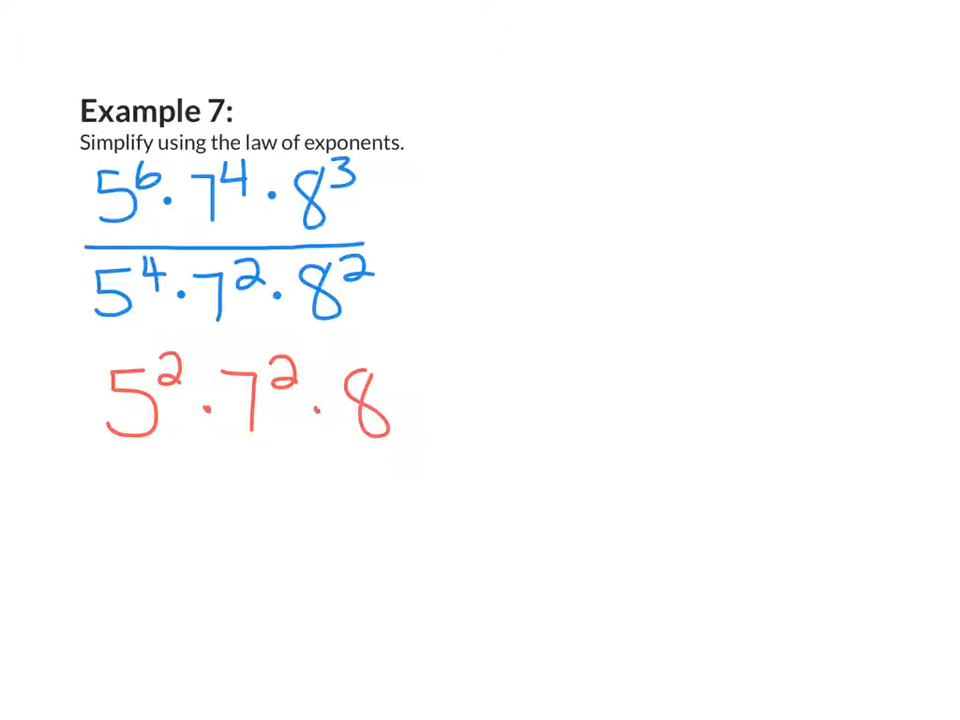 Example 7:
Simplify using the law of exponents.
5⁶ · 7⁴ · 8³
5⁴ · 7² · 8²
5² · 7² · 8